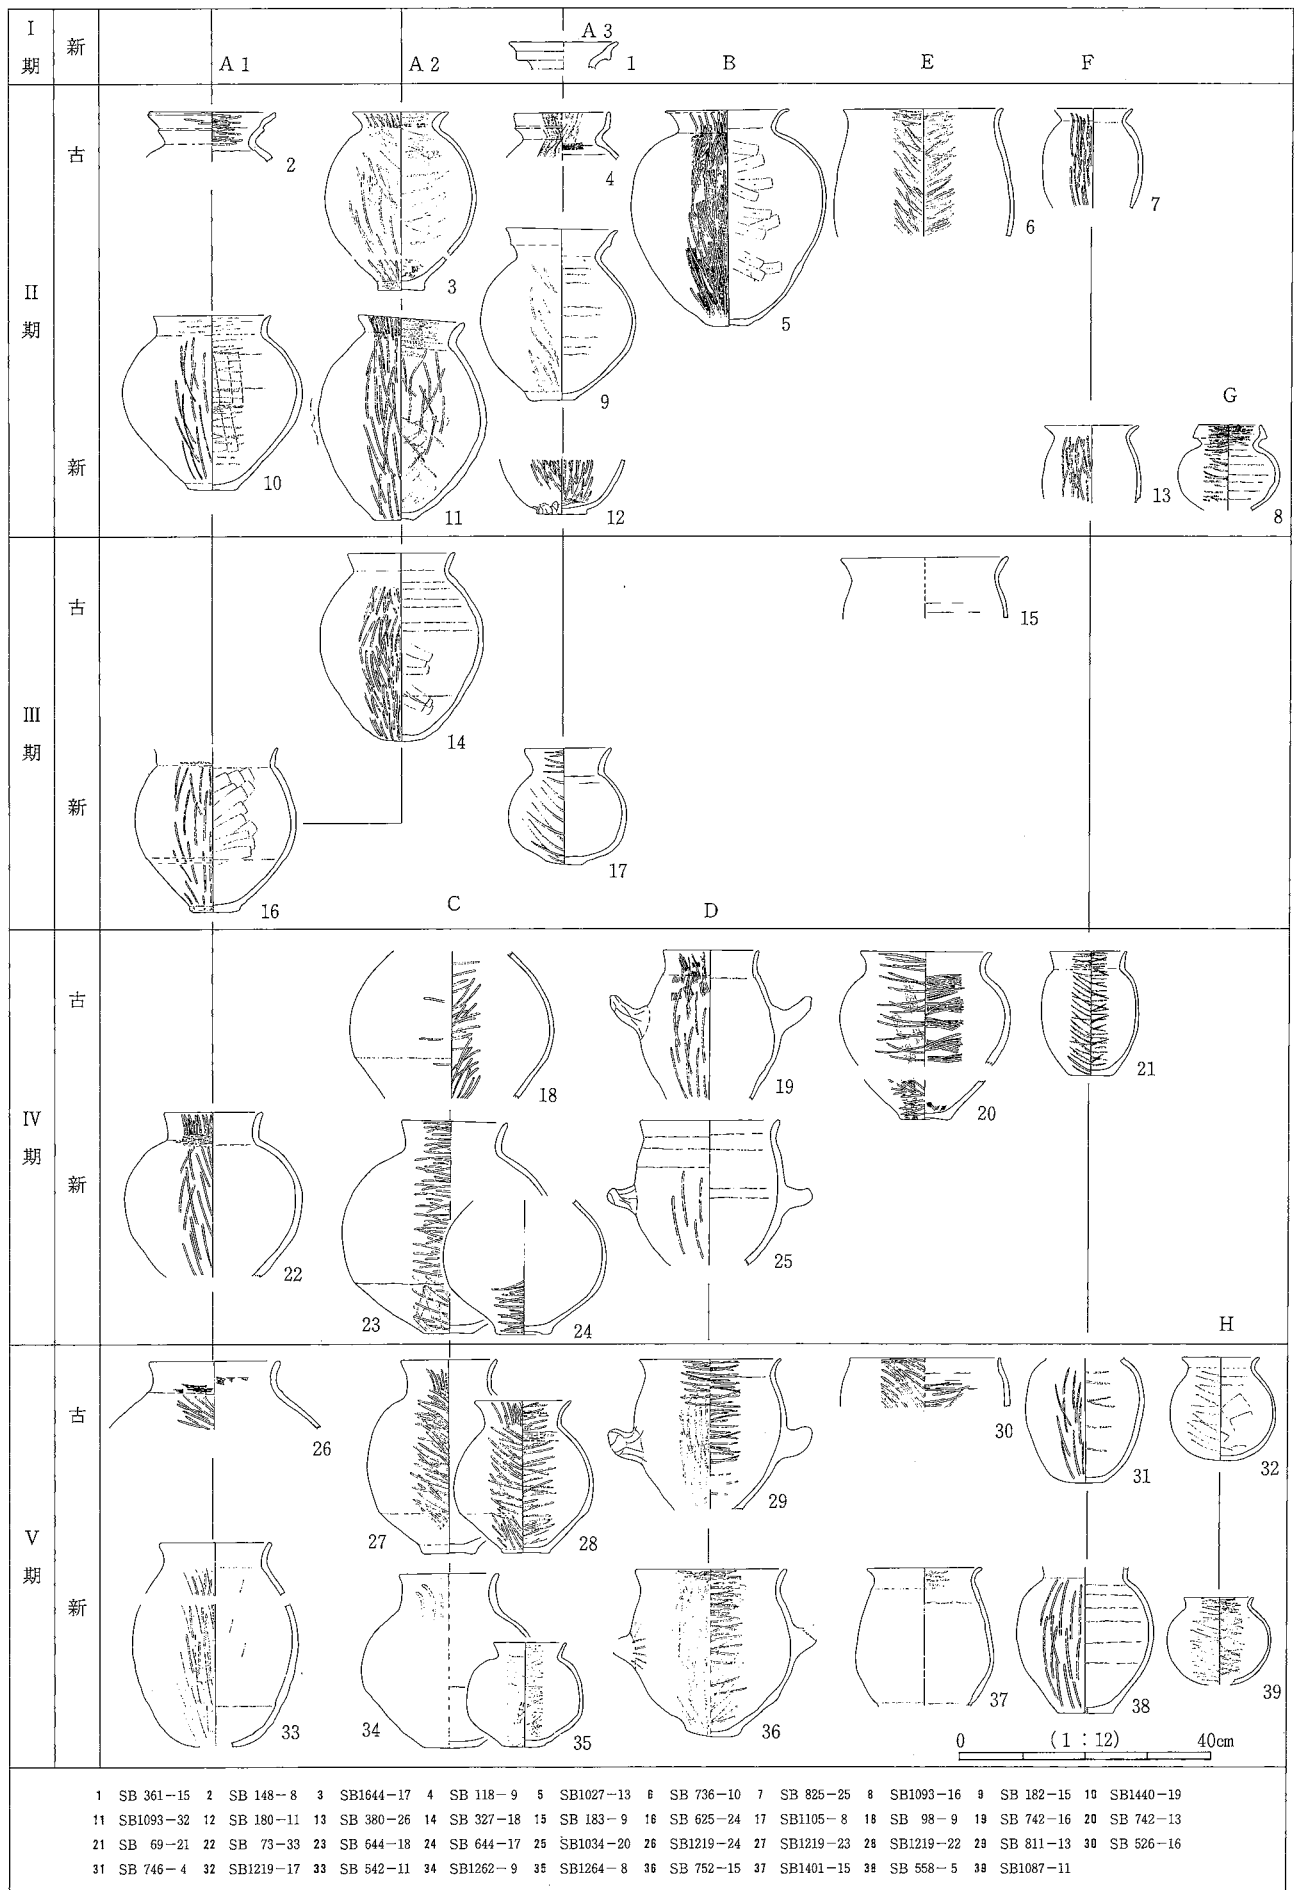 I期 新 A1 A2 A3 1 B E F
II期 古 2 3 4 5 6 7
9
新 10 11 12 13 G 8
III期 古 14 15
新 16 17
C D
IV期 古 18 19 20 21
新 22 23 24 25
H
V期 古 26 27 28 29 30 31 32
新 33 34 35 36 37 38 39
0 (1:12) 40cm
1 SB 361-15 2 SB 148-8 3 SB1644-17 4 SB 118-9 5 SB1027-13 6 SB 736-10 7 SB 825-25 8 SB1093-16 9 SB 182-15 10 SB1440-19
11 SB1093-32 12 SB 180-11 13 SB 380-26 14 SB 327-18 15 SB 183-9 16 SB 625-24 17 SB1105-8 18 SB 98-9 19 SB 742-16 20 SB 742-13
21 SB 69-21 22 SB 73-33 23 SB 644-18 24 SB 644-17 25 SB1034-20 26 SB1219-24 27 SB1219-23 28 SB1219-22 29 SB 811-13 30 SB 526-16
31 SB 746-4 32 SB1219-17 33 SB 542-11 34 SB1262-9 35 SB1264-8 36 SB 752-15 37 SB1401-15 38 SB 558-5 39 SB1087-11